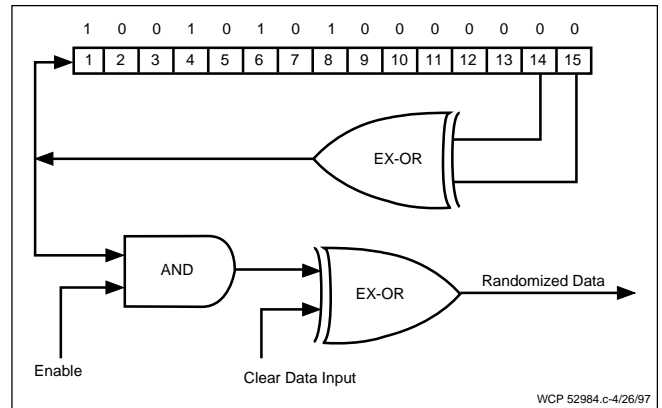 1 0 0 1 0 1 0 1 0 0 0 0 0 0 0
1 2 3 4 5 6 7 8 9 10 11 12 13 14 15
EX-OR
AND
EX-OR
Randomized Data
Enable
Clear Data Input
WCP 52984.c-4/26/97